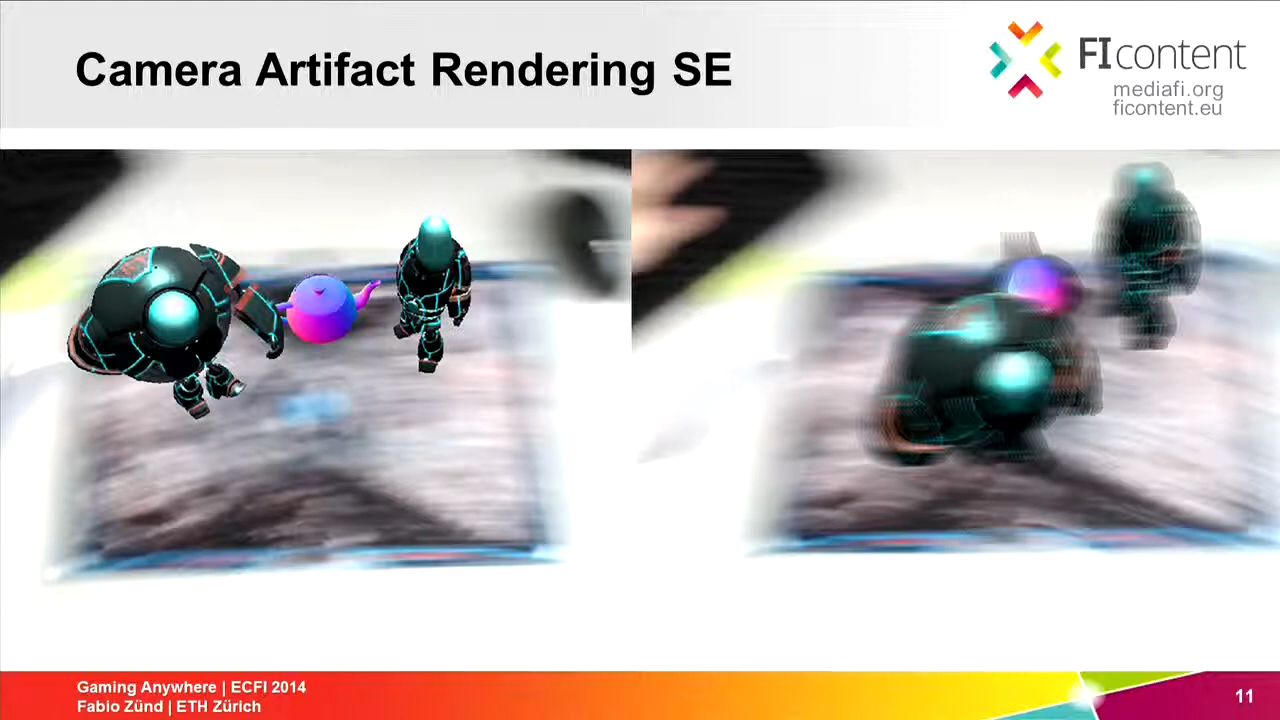 Camera Artifact Rendering SE
FIcontent
mediafi.org
ficontent.eu
Gaming Anywhere | ECFI 2014
Fabio Zünd | ETH Zürich
11